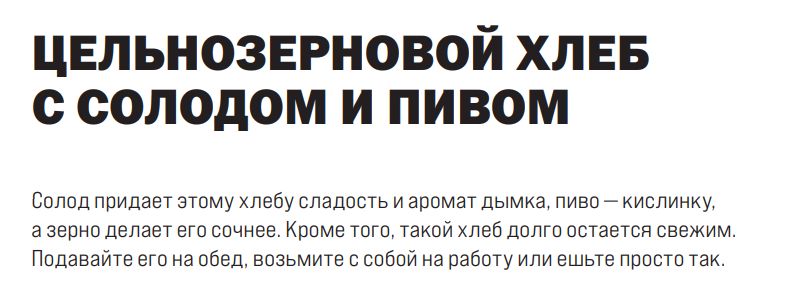 ЦЕЛЬНОЗЕРНОВОЙ ХЛЕБ
С СОЛОДОМ И ПИВОМ
Солод придает этому хлебу сладость и аромат дымка, пиво — кислинку,
а зерно делает его сочнее. Кроме того, такой хлеб долго остается свежим.
Подавайте его на обед, возьмите с собой на работу или ешьте просто так.